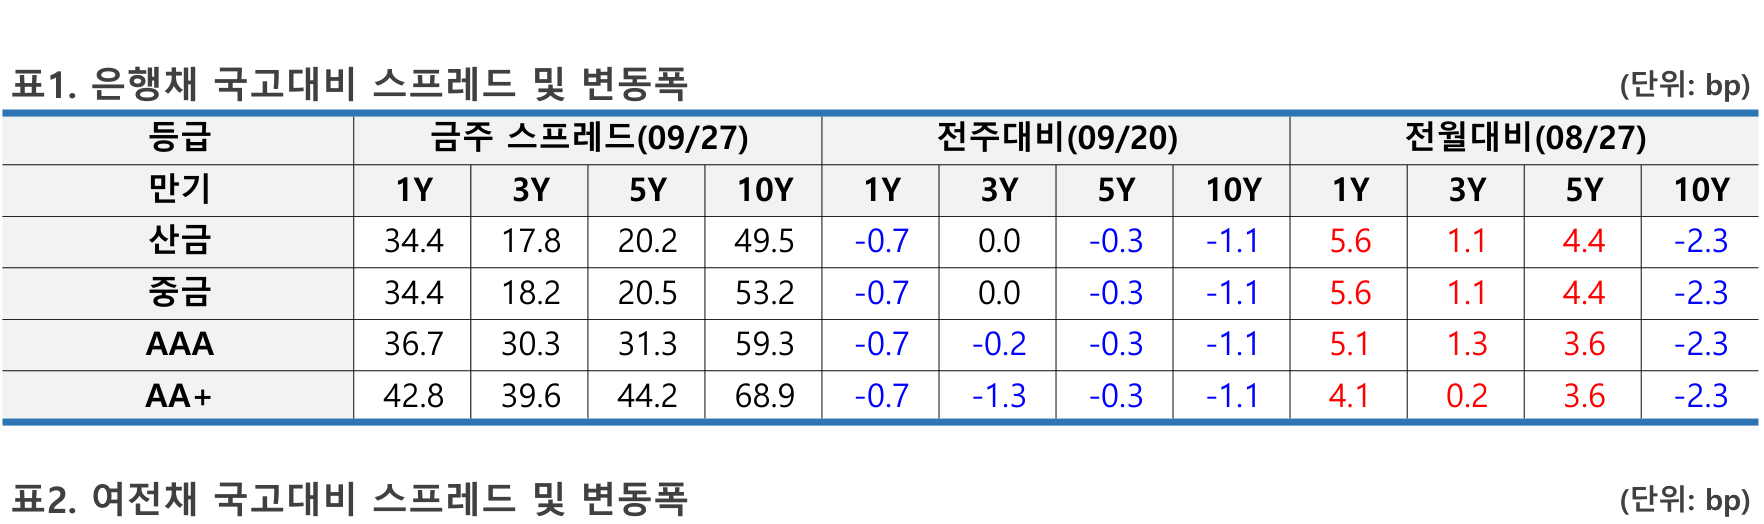 표1. 은행채 국고대비 스프레드 및 변동폭 (단위: bp)
등급 금주 스프레드(09/27) 전주대비(09/20) 전월대비(08/27)
만기 1Y 3Y 5Y 10Y 1Y 3Y 5Y 10Y 1Y 3Y 5Y 10Y
산금 34.4 17.8 20.2 49.5 -0.7 0.0 -0.3 -1.1 5.6 1.1 4.4 -2.3
중금 34.4 18.2 20.5 53.2 -0.7 0.0 -0.3 -1.1 5.6 1.1 4.4 -2.3
AAA 36.7 30.3 31.3 59.3 -0.7 -0.2 -0.3 -1.1 5.1 1.3 3.6 -2.3
AA+ 42.8 39.6 44.2 68.9 -0.7 -1.3 -0.3 -1.1 4.1 0.2 3.6 -2.3
표2. 여전채 국고대비 스프레드 및 변동폭 (단위: bp)